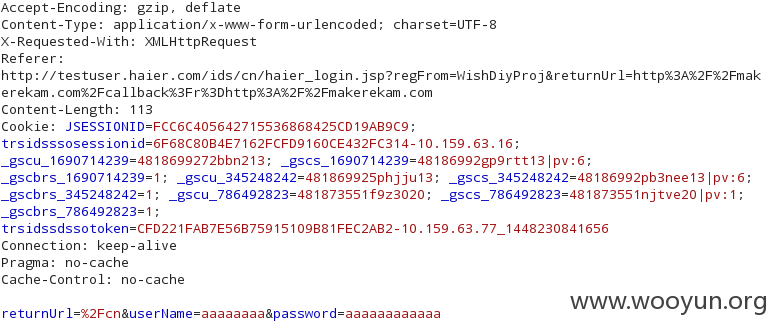 Accept-Encoding: gzip, deflate
Content-Type: application/x-www-form-urlencoded; charset=UTF-8
X-Requested-With: XMLHttpRequest
Referer:
http://testuser.haier.com/ids/cn/haier_login.jsp?regFrom=WishDiyProj&returnUrl=http%3A%2F%2Fmak
erekam.com%2Fcallback%3Fr%3Dhttp%3A%2F%2Fmakerekam.com
Content-Length: 113
Cookie: JSESSIONID=FCC6C405642715536868425CD19AB9C9;
trsidsssosessionid=6F68C80B4E7162FCFD9160CE432FC314-10.159.63.16;
_gscu_1690714239=4818699272bbn213; _gscs_1690714239=48186992gp9rtt13|pv:6;
_gscbrs_1690714239=1; _gscu_345248242=481869925phjju13; _gscs_345248242=48186992pb3nee13|pv:6;
_gscbrs_345248242=1; _gscu_786492823=481873551f9z3020; _gscs_786492823=481873551njtve20|pv:1;
_gscbrs_786492823=1;
trsidssdssotoken=CFD221FAB7E56B75915109B81FEC2AB2-10.159.63.77_1448230841656
Connection: keep-alive
Pragma: no-cache
Cache-Control: no-cache
returnUrl=%2Fcn&userName=aaaaaaaa&password=aaaaaaaaaaaa
www.wooyun.org